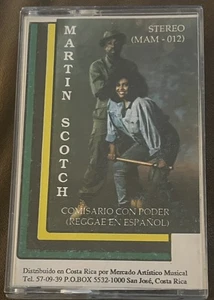 MARTIN SCOTCH
STEREO
(MAM - 012)
COMISARIO CON PODER
(REGGAE EN ESPAÑOL)
Distribuido en Costa Rica por Mercado Artístico Musical
Tel. 57-09-39 P.O.BOX 5532-1000 San José, Costa Rica